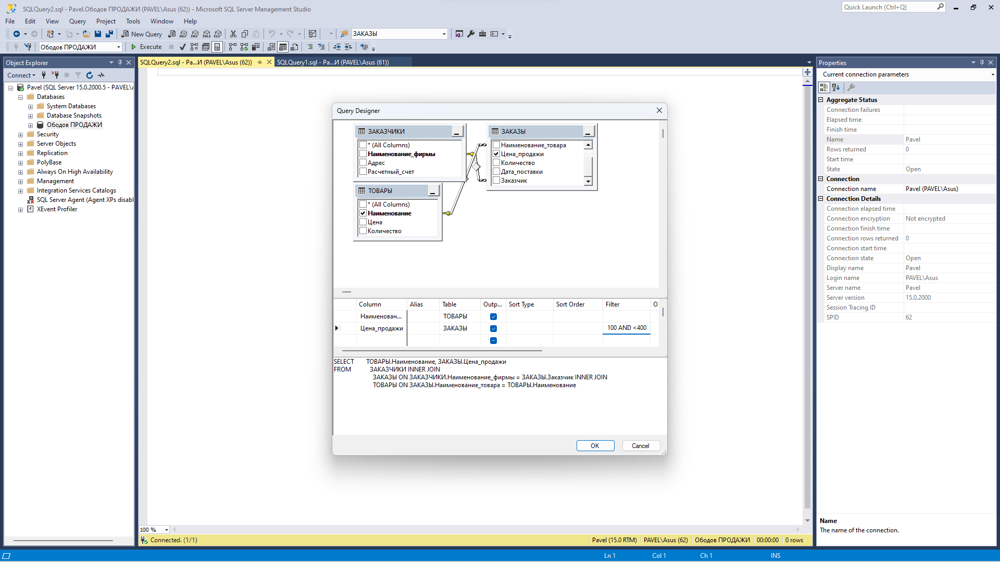 SQLQuery2.sql - Pavel.Ободов ПРОДАЖИ (PAVEL\Asus (62)) - Microsoft SQL Server Management Studio
Quick Launch (Ctrl+Q)
File Edit View Query Project Tools Window Help
New Query MDX DMX XMLA DAX ЗАКАЗЫ
Ободов ПРОДАЖИ Execute
Object Explorer
Connect
Pavel (SQL Server 15.0.2000.5 - PAVEL\A
Databases
System Databases
Database Snapshots
Ободов ПРОДАЖИ
Security
Server Objects
Replication
PolyBase
Always On High Availability
Management
Integration Services Catalogs
SQL Server Agent (Agent XPs disabl
XEvent Profiler
SQLQuery2.sql - Pa...И (PAVEL\Asus (62)) SQLQuery1.sql - Pa...И (PAVEL\Asus (61))
Query Designer
ЗАКАЗЧИКИ
* (All Columns)
Наименование_фирмы
Адрес
Расчетный_счет
ЗАКАЗЫ
Наименование_товара
Цена_продажи
Количество
Дата_поставки
Заказчик
ТОВАРЫ
* (All Columns)
Наименование
Цена
Количество
Column Alias Table Outp... Sort Type Sort Order Filter O
Наименован... ТОВАРЫ
Цена_продажи ЗАКАЗЫ 100 AND <400
SELECT ТОВАРЫ.Наименование, ЗАКАЗЫ.Цена_продажи
FROM ЗАКАЗЧИКИ INNER JOIN
ЗАКАЗЫ ON ЗАКАЗЧИКИ.Наименование_фирмы = ЗАКАЗЫ.Заказчик INNER JOIN
ТОВАРЫ ON ЗАКАЗЫ.Наименование_товара = ТОВАРЫ.Наименование
OK Cancel
100 %
Connected. (1/1) Pavel (15.0 RTM) PAVEL\Asus (62) Ободов ПРОДАЖИ 00:00:00 0 rows
Properties
Current connection parameters
Aggregate Status
Connection failures
Elapsed time
Finish time
Name Pavel
Rows returned 0
Start time
State Open
Connection
Connection name Pavel (PAVEL\Asus)
Connection Details
Connection elapsed time
Connection encryption Not encrypted
Connection finish time
Connection rows returned 0
Connection start time
Connection state Open
Display name Pavel
Login name PAVEL\Asus
Server name Pavel
Server version 15.0.2000
Session Tracing ID
SPID 62
Name
The name of the connection.
Ln 1 Col 1 Ch 1 INS